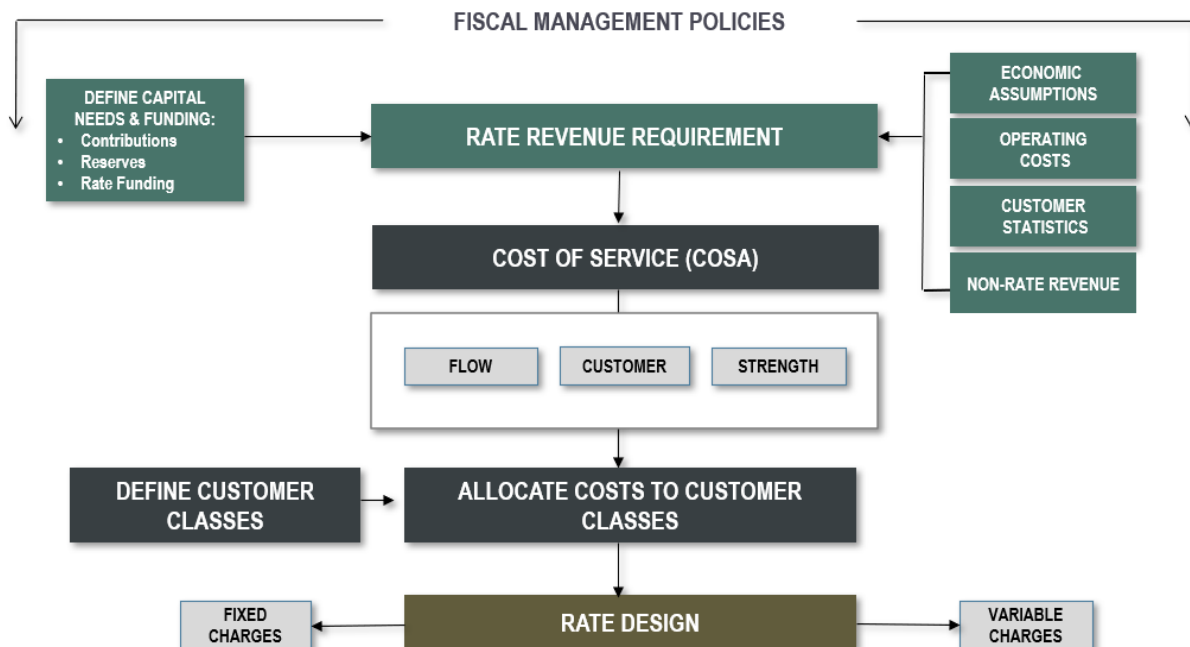 FISCAL MANAGEMENT POLICIES
DEFINE CAPITAL
NEEDS & FUNDING:
• Contributions
• Reserves
• Rate Funding
RATE REVENUE REQUIREMENT
ECONOMIC
ASSUMPTIONS
OPERATING
COSTS
CUSTOMER
STATISTICS
NON-RATE REVENUE
COST OF SERVICE (COSA)
FLOW
CUSTOMER
STRENGTH
DEFINE CUSTOMER
CLASSES
ALLOCATE COSTS TO CUSTOMER
CLASSES
FIXED
CHARGES
RATE DESIGN
VARIABLE
CHARGES